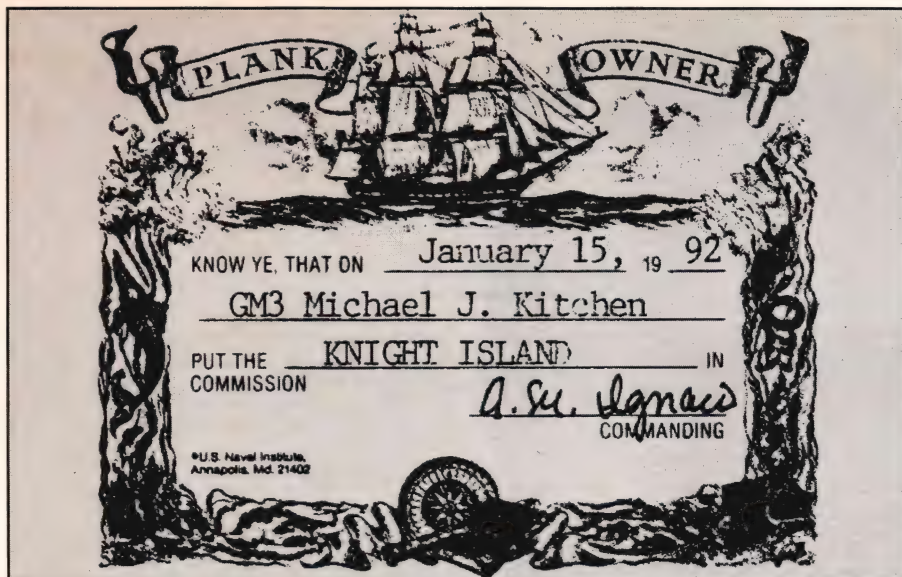 PLANK OWNER
KNOW YE, THAT ON January 15, 19 92
GM3 Michael J. Kitchen
PUT THE KNIGHT ISLAND IN
COMMISSION
COMMANDING
©U.S. Naval Institute,
Annapolis, Md. 21402